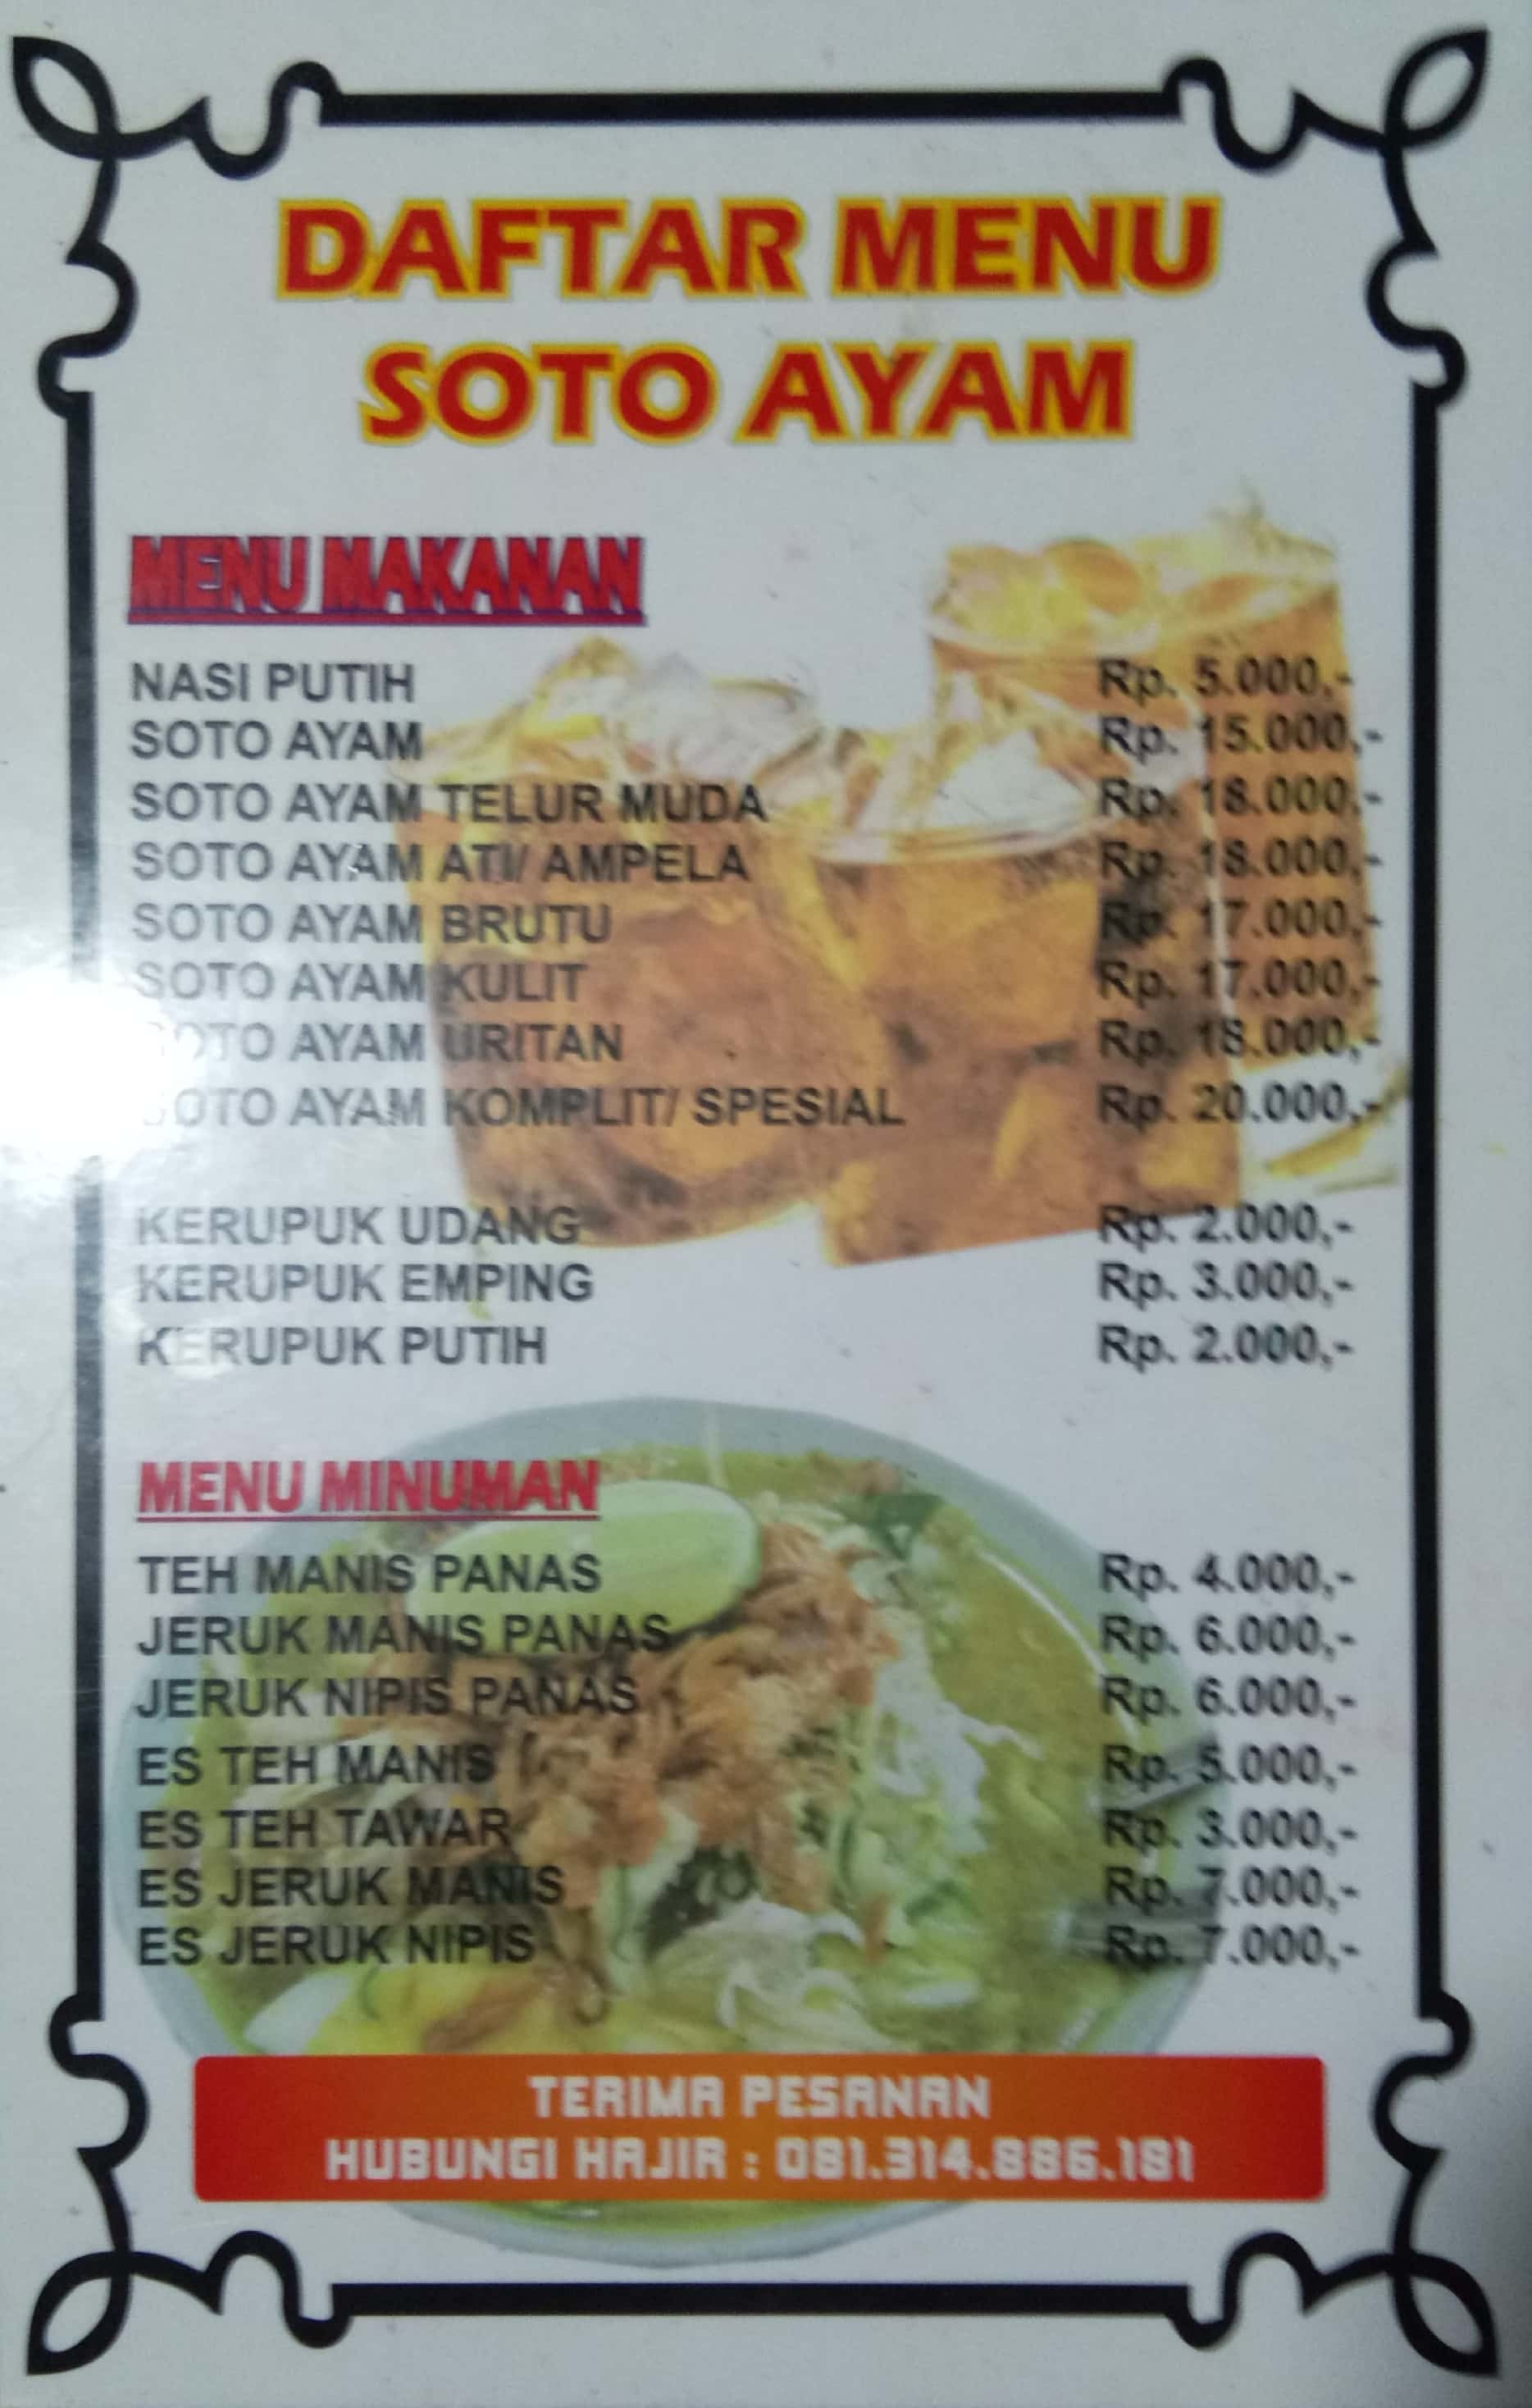 DAFTAR MENU
SOTO AYAM
MENU MAKANAN
NASI PUTIH Rp. 5.000,-
SOTO AYAM Rp. 15.000,-
SOTO AYAM TELUR MUDA Rp. 18.000,-
SOTO AYAM ATI/ AMPELA Rp. 18.000,-
SOTO AYAM BRUTU Rp. 17.000,-
SOTO AYAM KULIT Rp. 17.000,-
SOTO AYAM URITAN Rp. 18.000,-
SOTO AYAM KOMPLIT/ SPESIAL Rp. 20.000,-
KERUPUK UDANG Rp. 2.000,-
KERUPUK EMPING Rp. 3.000,-
KERUPUK PUTIH Rp. 2.000,-
MENU MINUMAN
TEH MANIS PANAS Rp. 4.000,-
JERUK MANIS PANAS Rp. 6.000,-
JERUK NIPIS PANAS Rp. 6.000,-
ES TEH MANIS Rp. 5.000,-
ES TEH TAWAR Rp. 3.000,-
ES JERUK MANIS Rp. 7.000,-
ES JERUK NIPIS Rp. 7.000,-
TERIMA PESANAN
HUBUNGI HAJIR : 081.314.886.181